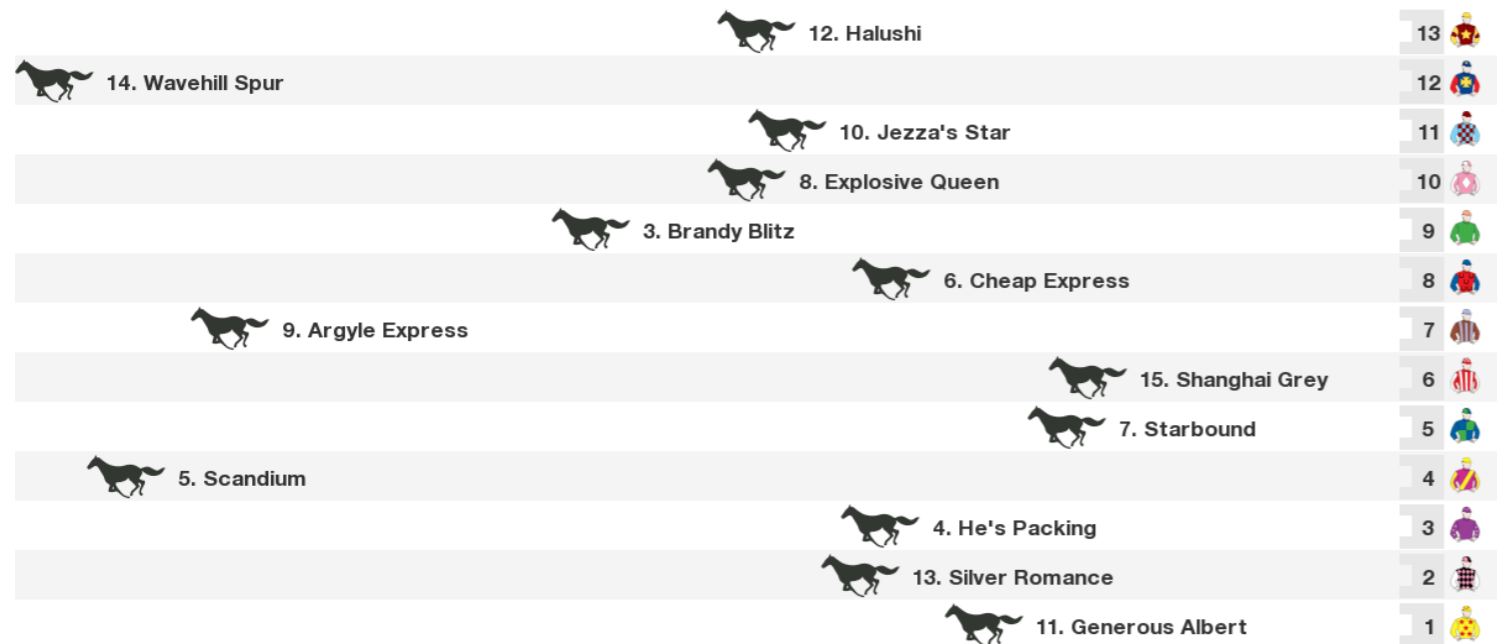 12. Halushi 13
14. Wavehill Spur 12
10. Jezza's Star 11
8. Explosive Queen 10
3. Brandy Blitz 9
6. Cheap Express 8
9. Argyle Express 7
15. Shanghai Grey 6
7. Starbound 5
5. Scandium 4
4. He's Packing 3
13. Silver Romance 2
11. Generous Albert 1